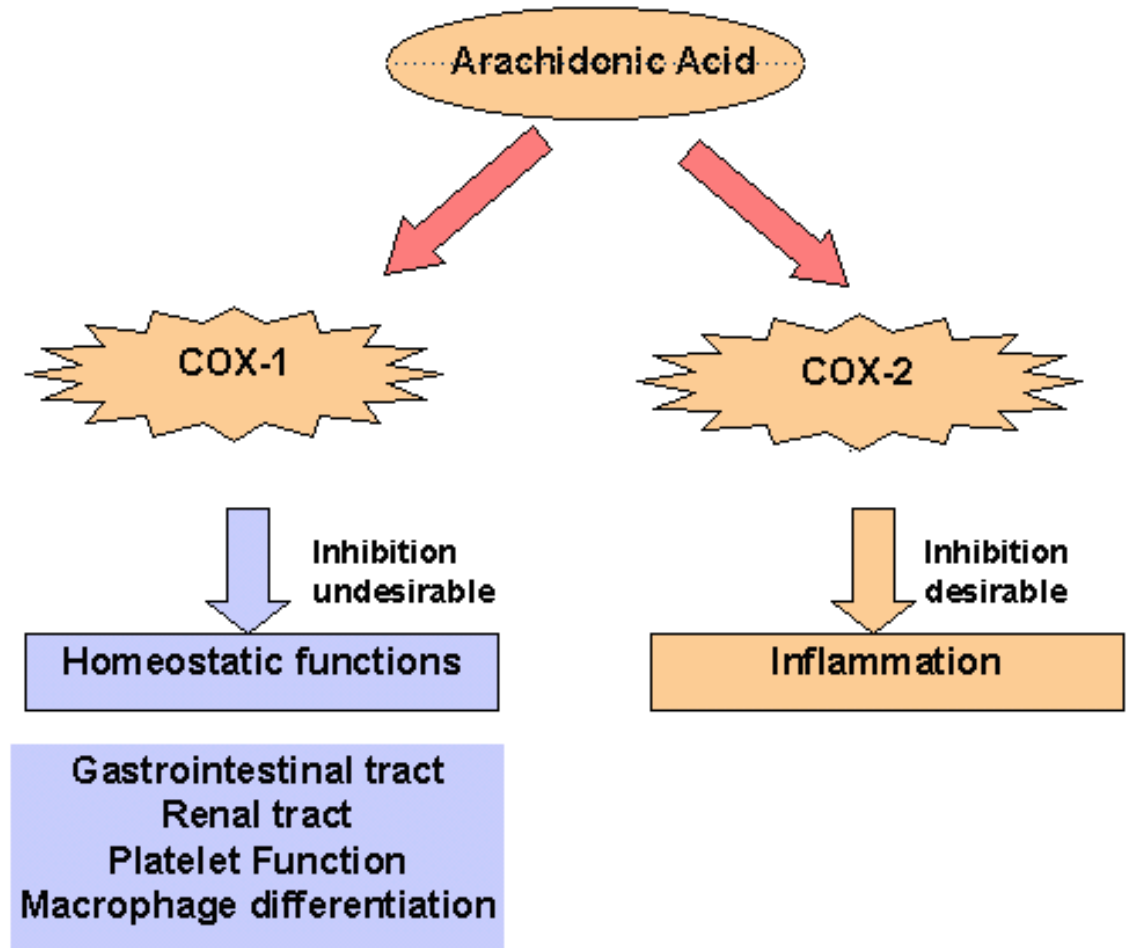 Arachidonic Acid
COX-1
COX-2
Inhibition
undesirable
Inhibition
desirable
Homeostatic functions
Inflammation
Gastrointestinal tract
Renal tract
Platelet Function
Macrophage differentiation